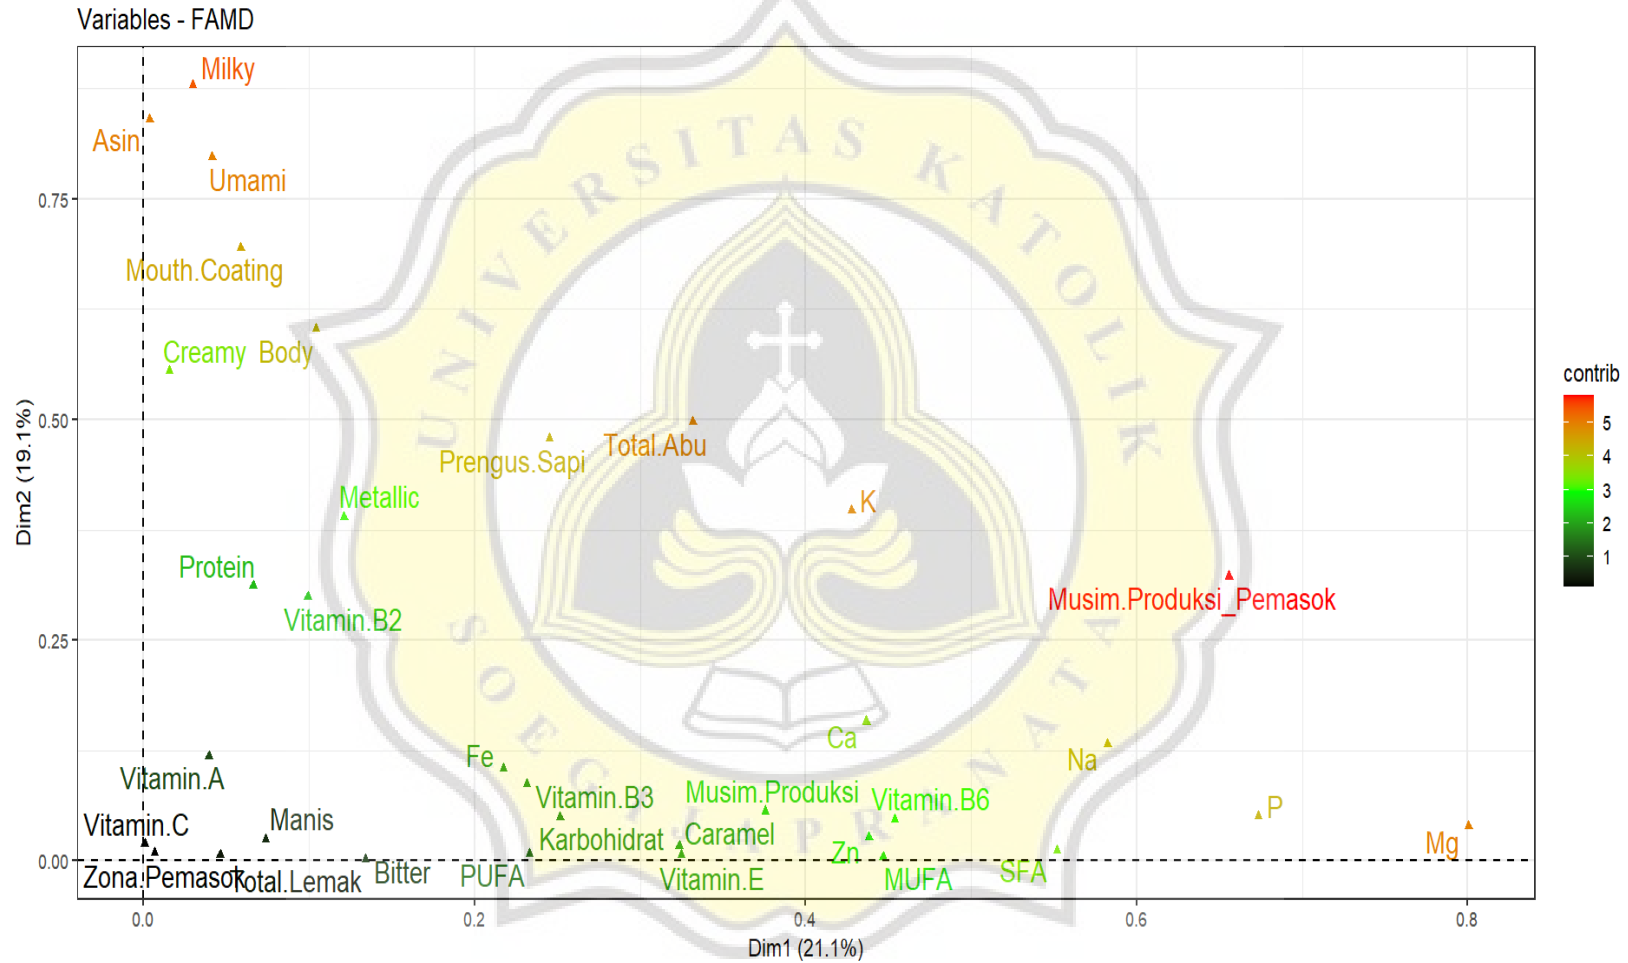 Variables - FAMD
Milky
Asin
Umami
0.75
Mouth.Coating
Creamy
Body
contrib
5
4
3
2
1
0.50
Total.Abu
Prengus.Sapi
Metallic
K
Dim2 (19.1%)
Protein
Vitamin.B2
Musim.Produksi_Pemasok
0.25
Ca
Fe
Na
Vitamin.A
Vitamin.B3
Musim.Produksi
Vitamin.B6
P
Vitamin.C
Manis
Karbohidrat
Caramel
Zn
Mg
0.00
Zona.Pemasok
Total.Lemak
Bitter
PUFA
Vitamin.E
MUFA
SFA
0.0
0.2
0.4
0.6
0.8
Dim1 (21.1%)
UNIVERSITAS KATOLIK
SOEGIJAPRANATA